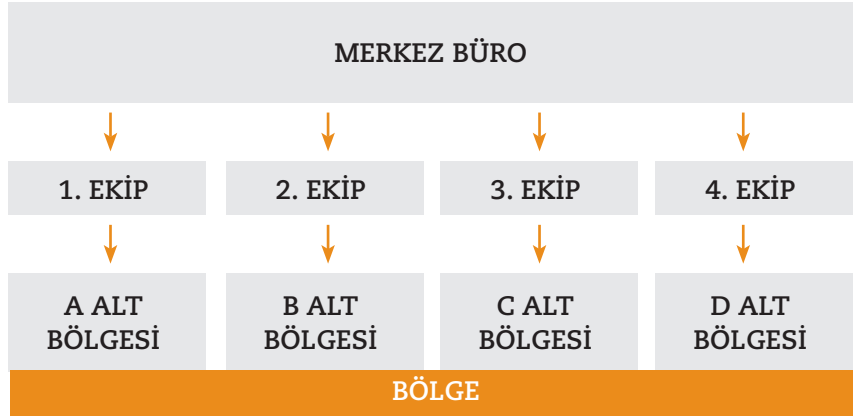 MERKEZ BÜRO
1. EKİP
2. EKİP
3. EKİP
4. EKİP
A ALT
BÖLGESİ
B ALT
BÖLGESİ
C ALT
BÖLGESİ
D ALT
BÖLGESİ
BÖLGE